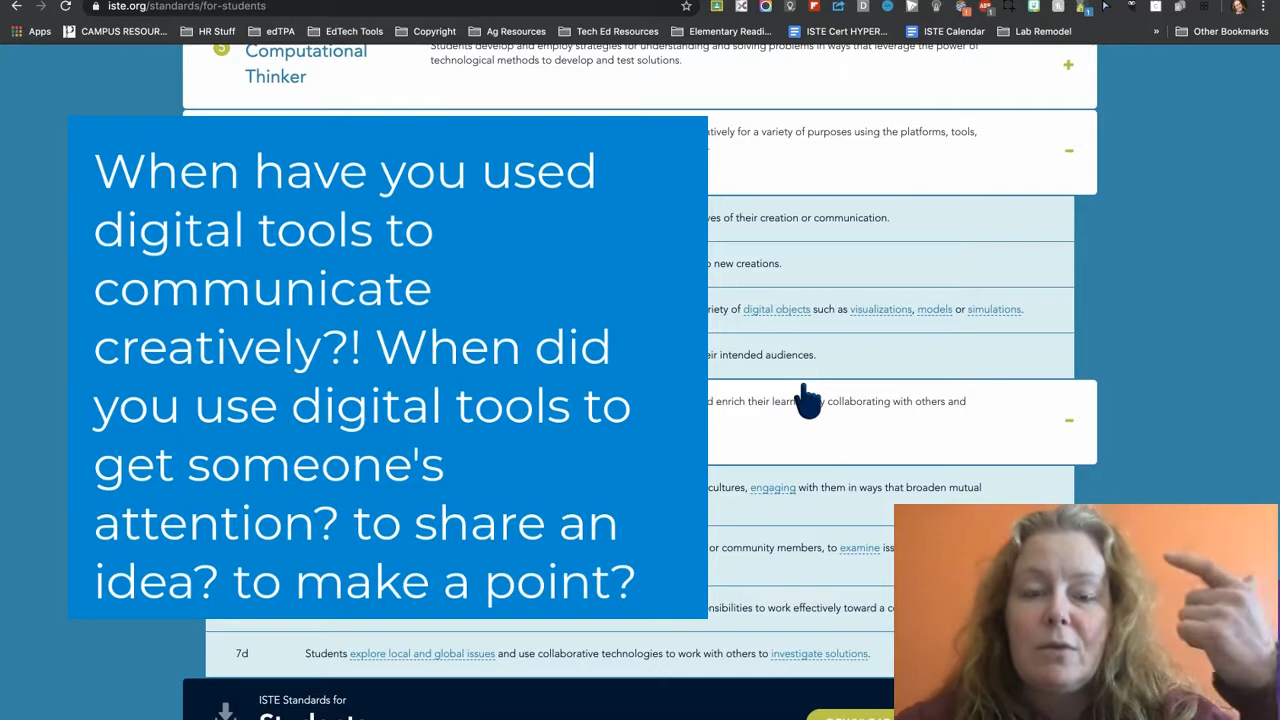 iste.org/standards/for-students
Apps CAMPUS RESOUR... HR Stuff edTPA EdTech Tools Copyright Ag Resources Tech Ed Resources Elementary Readi... ISTE Cert HYPER... ISTE Calendar Lab Remodel » Other Bookmarks
5
Computational
Thinker
Students develop and employ strategies for understanding and solving problems in ways that leverage the power of
technological methods to develop and test solutions.
When have you used
digital tools to
communicate
creatively?! When did
you use digital tools to
get someone's
attention? to share an
idea? to make a point?
atively for a variety of purposes using the platforms, tools,
ves of their creation or communication.
new creations.
riety of digital objects such as visualizations, models or simulations.
eir intended audiences.
d enrich their collaborating with others and
cultures, engaging with them in ways that broaden mutual
or community members, to examine iss
nsibilities to work effectively toward a c
7d Students explore local and global issues and use collaborative technologies to work with others to investigate solutions.
ISTE Standards for